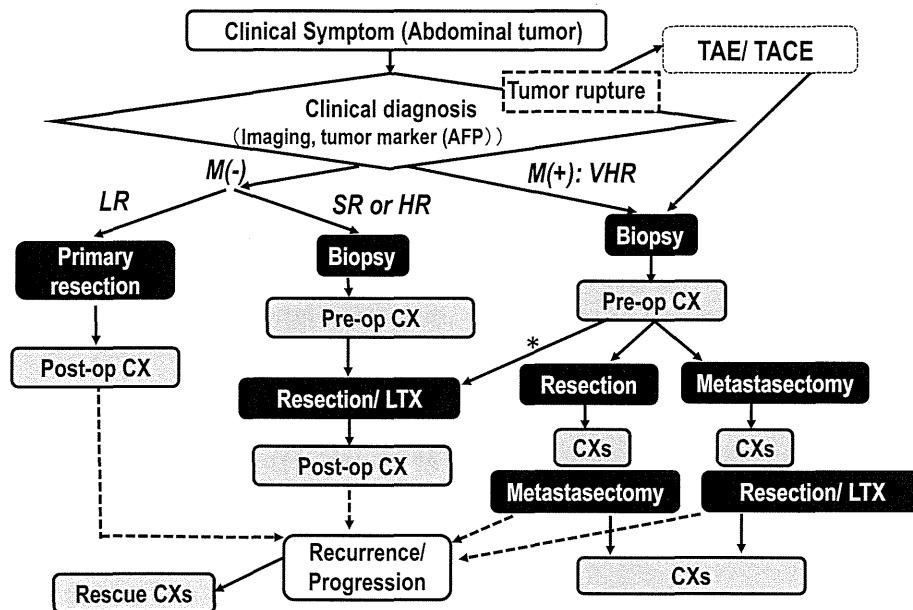 Clinical Symptom (Abdominal tumor)
TAE/ TACE
Tumor rupture
Clinical diagnosis
(Imaging, tumor marker (AFP))
M(-)
M(+): VHR
LR
SR or HR
Primary
resection
Biopsy
Biopsy
Pre-op CX
Pre-op CX
*
Post-op CX
Resection/ LTX
Resection
Metastasectomy
CXs
CXs
Post-op CX
Metastasectomy
Resection/ LTX
Recurrence/
Progression
CXs
Rescue CXs